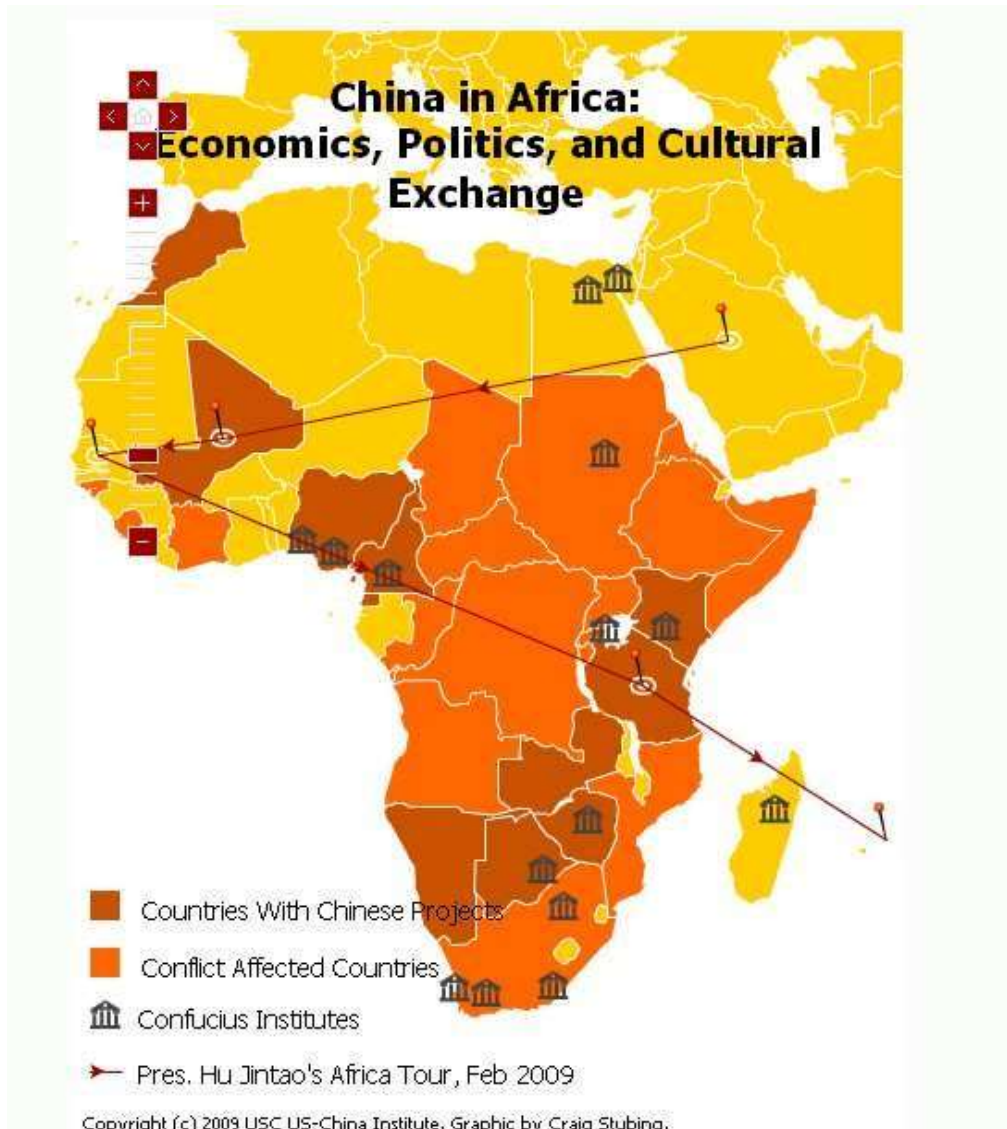 China in Africa:
Economics, Politics, and Cultural
Exchange
Countries With Chinese Projects
Conflict Affected Countries
Confucius Institutes
Pres. Hu Jintao's Africa Tour, Feb 2009
Copyright (c) 2009 USC US-China Institute. Graphic by Craig Stubing.